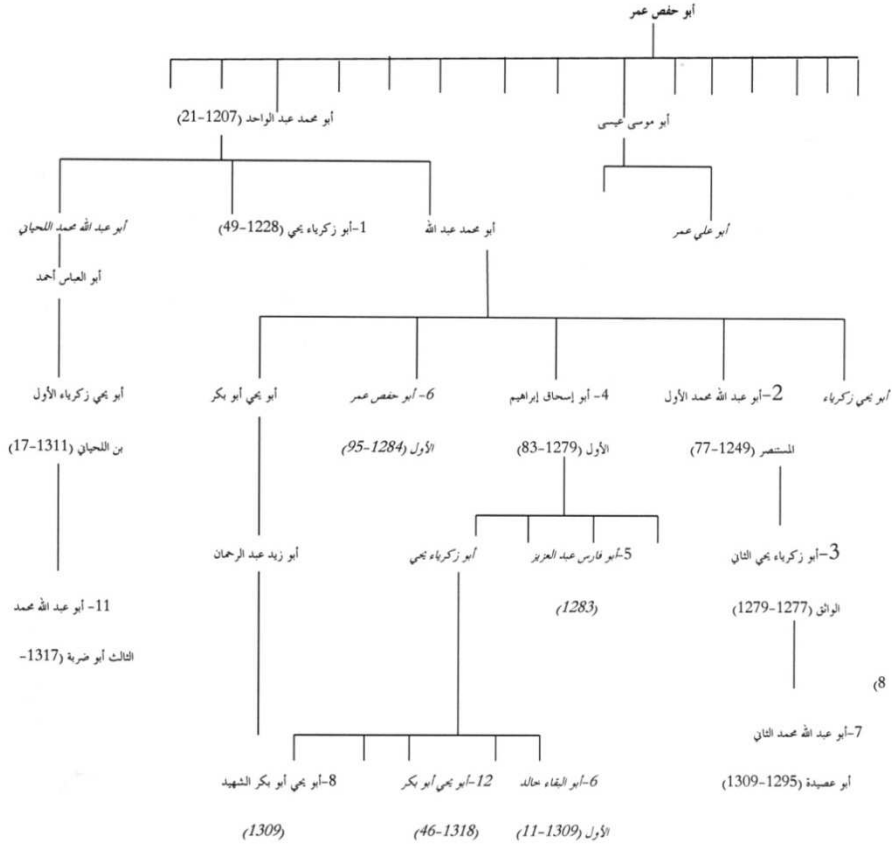 أبو حفص عمر
أبو موسى عيسى
أبو محمد عبد الواحد (1207-21)
أبو علي عمر
أبو محمد عبد الله
1-أبو زكرياء يحي (1228-49)
أبو عبد الله محمد اللحياني
أبو العباس أحمد
أبو يحي زكرياء
2-أبو عبد الله محمد الأول
4- أبو إسحاق إبراهيم
6- أبو حفص عمر
أبو يحي أبو بكر
أبو يحي زكرياء الأول
المستنصر (1249-77)
الأول (1279-83)
الأول (1284-95)
بن اللحياني (1311-17)
3-أبو زكرياء يحي الثاني
5-أبو فارس عبد العزيز
أبو زكرياء يحي
أبو زيد عبد الرحمان
الواثق (1277-1279)
(1283)
11- أبو عبد الله محمد
الثالث أبو ضربة (1317-
8)
7-أبو عبد الله محمد الثاني
أبو عصيدة (1295-1309)
6-أبو البقاء خالد
12-أبو يحي أبو بكر
8-أبو يحي أبو بكر الشهيد
الأول (1309-11)
(1318-46)
(1309)